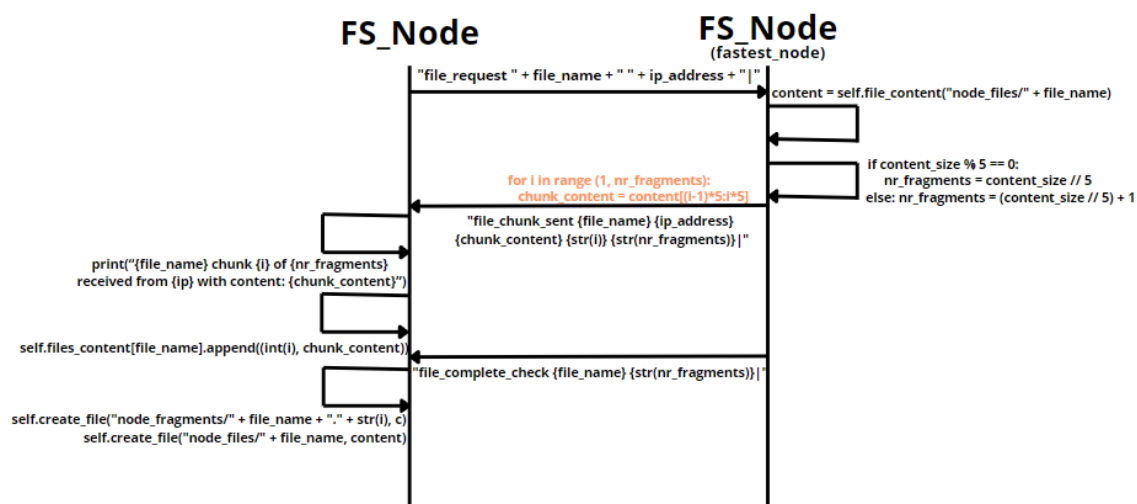 FS_Node
FS_Node
(fastest_node)
"file_request " + file_name + " " + ip_address + "|"
content = self.file_content("node_files/" + file_name)
if content_size % 5 == 0:
nr_fragments = content_size // 5
else: nr_fragments = (content_size // 5) + 1
for i in range (1, nr_fragments):
chunk_content = content[(i-1)*5:i*5]
"file_chunk_sent {file_name} {ip_address}
{chunk_content} {str(i)} {str(nr_fragments)}|"
print("{file_name} chunk {i} of {nr_fragments}
received from {ip} with content: {chunk_content}")
self.files_content[file_name].append((int(i), chunk_content))
"file_complete_check {file_name} {str(nr_fragments)}|"
self.create_file("node_fragments/" + file_name + "." + str(i), c)
self.create_file("node_files/" + file_name, content)